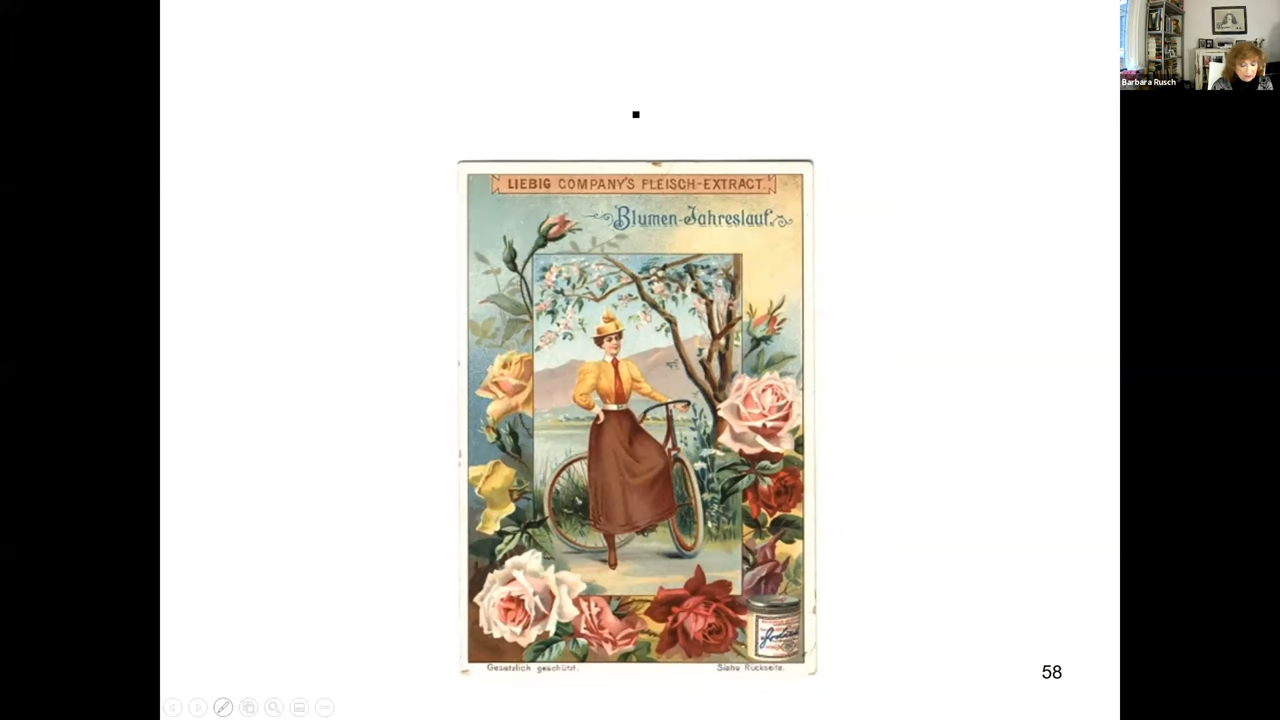 Barbara Rusch
LIEBIG COMPANY'S FLEISCH-EXTRACT.
Blumen-Jahreslauf.
Gesetzlich geschützt.
Siehe Rückseite.
58